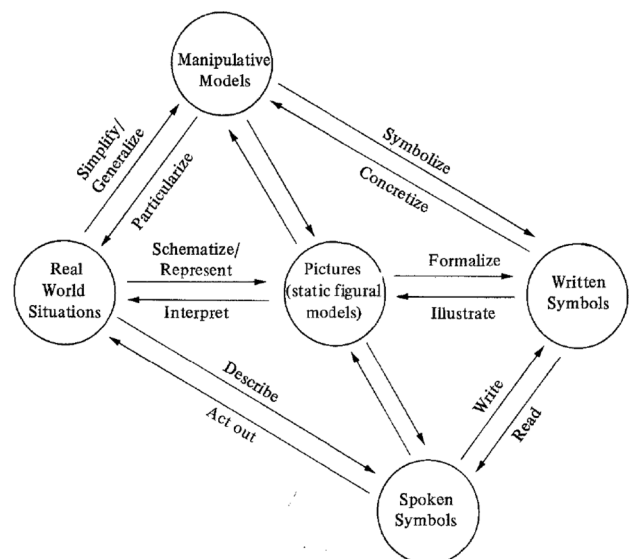 Manipulative
Models
Simplify/
Generalize
Particularize
Symbolize
Concretize
Real
World
Situations
Schematize/
Represent
Interpret
Pictures
(static figural
models)
Formalize
Illustrate
Written
Symbols
Describe
Act out
Write
Read
Spoken
Symbols